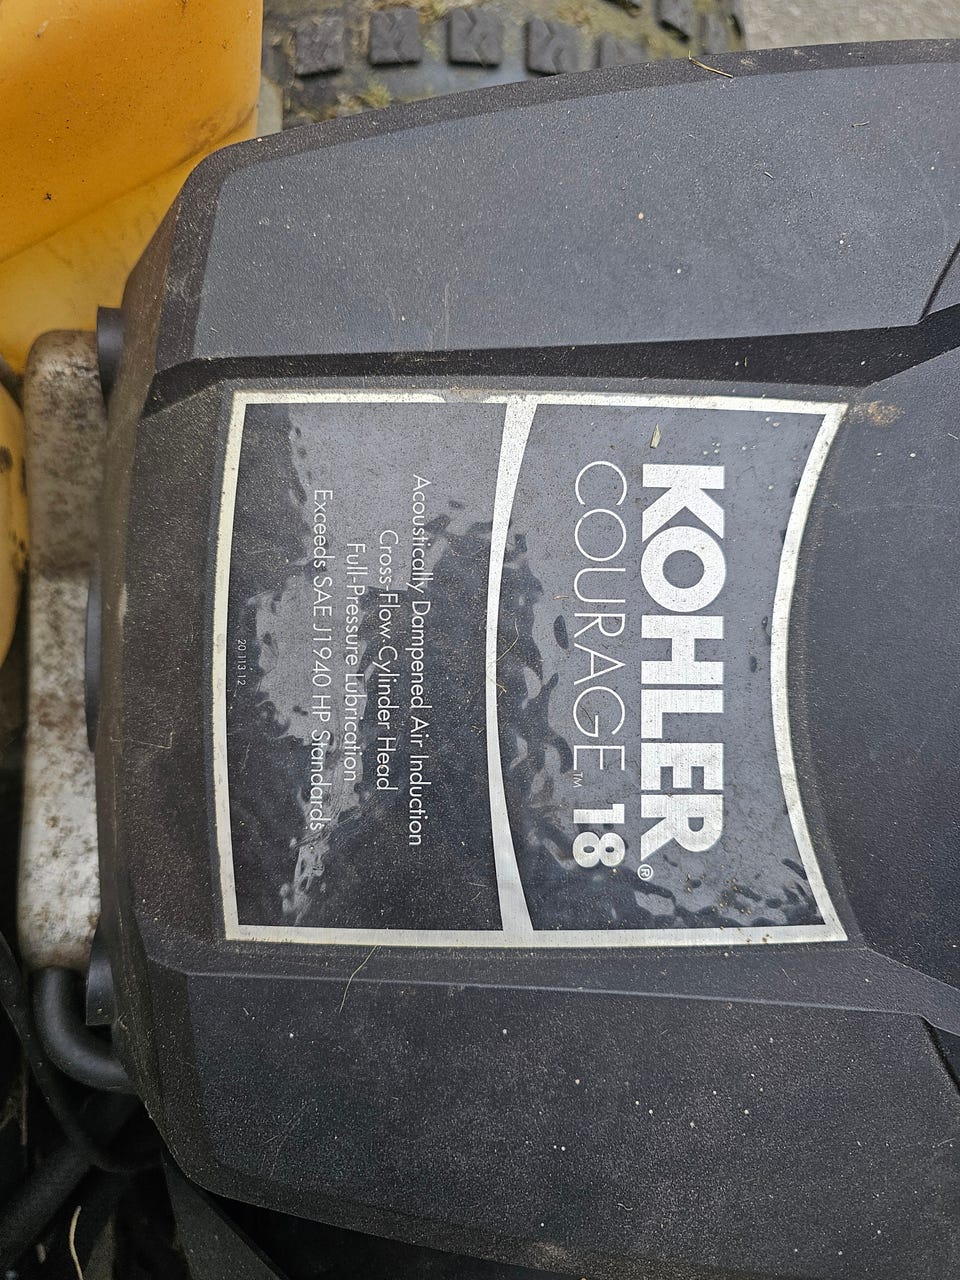 KOHLER®
COURAGE™ 18
Acoustically Dampened Air Induction
Cross-Flow Cylinder Head
Full-Pressure Lubrication
Exceeds SAE J1940 HP Standards
20 113 12